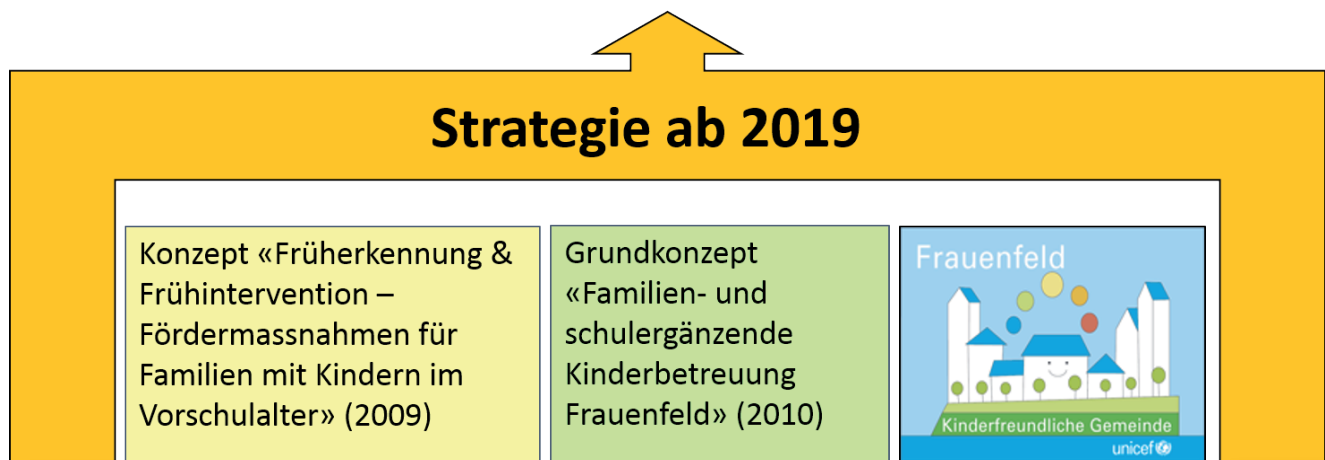 Strategie ab 2019
Konzept «Früherkennung &
Frühintervention –
Fördermassnahmen für
Familien mit Kindern im
Vorschulalter» (2009)
Grundkonzept
«Familien- und
schulergänzende
Kinderbetreuung
Frauenfeld» (2010)
Frauenfeld
Kinderfreundliche Gemeinde
unicef